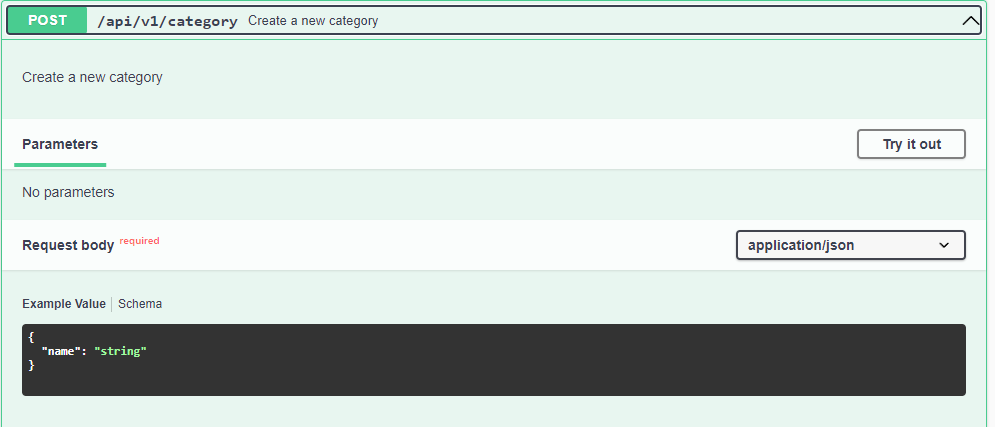 POST /api/v1/category Create a new category
Create a new category
Parameters Try it out
No parameters
Request body required application/json
Example Value Schema
{
  "name": "string"
}